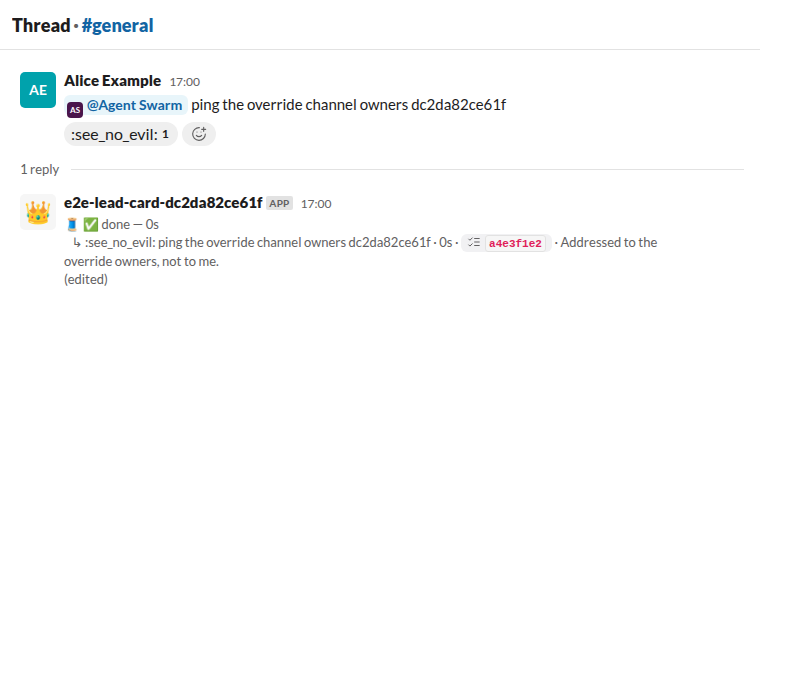 Thread • #general
AE
Alice Example 17:00
AS @Agent Swarm ping the override channel owners dc2da82ce61f
:see_no_evil: 1
1 reply
e2e-lead-card-dc2da82ce61f APP 17:00
🧵 ✅ done — 0s
↳ :see_no_evil: ping the override channel owners dc2da82ce61f · 0s · a4e3f1e2 · Addressed to the
override owners, not to me.
(edited)